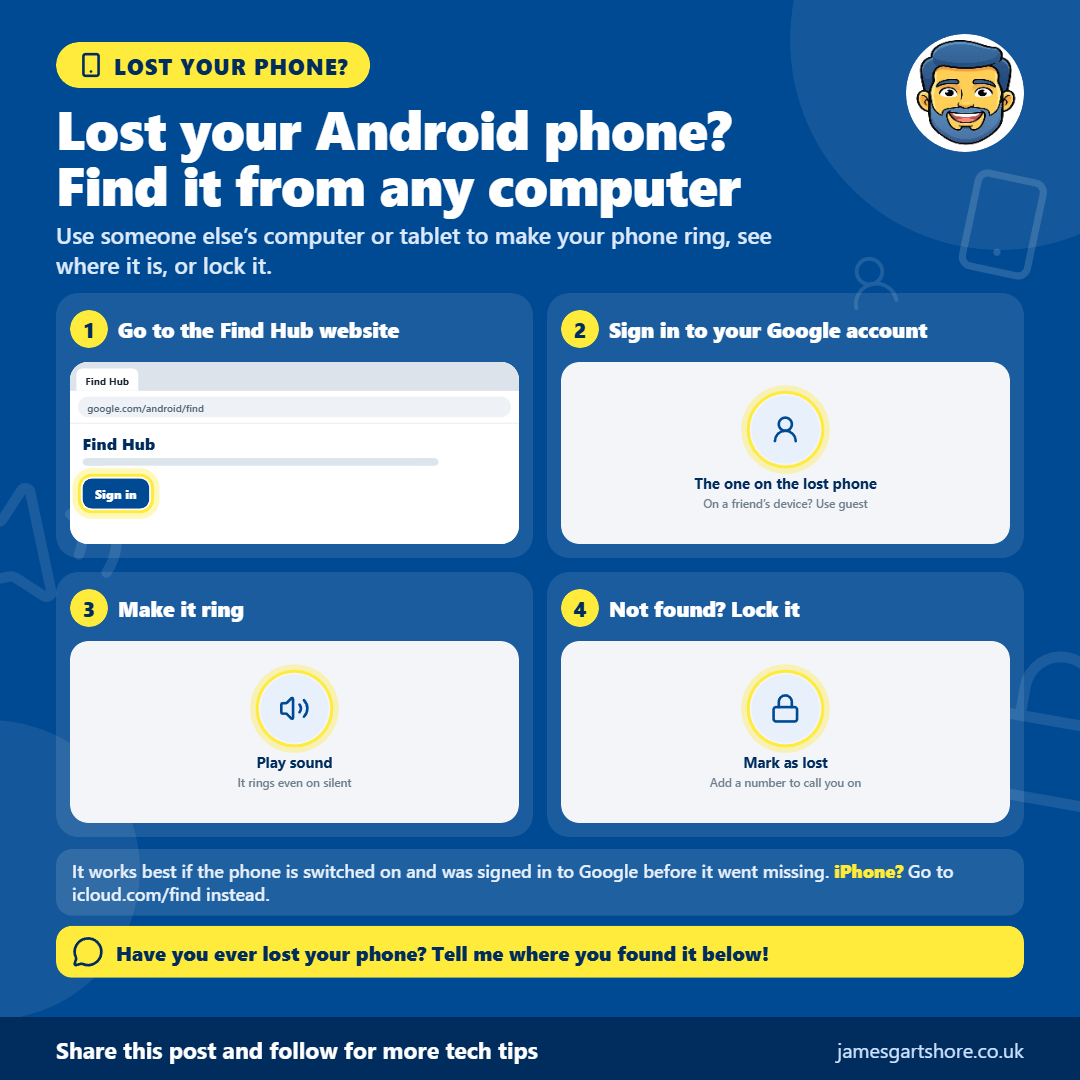 LOST YOUR PHONE?
Lost your Android phone?
Find it from any computer
Use someone else’s computer or tablet to make your phone ring, see
where it is, or lock it.
1 Go to the Find Hub website
Find Hub
google.com/android/find
Find Hub
Sign in
2 Sign in to your Google account
The one on the lost phone
On a friend’s device? Use guest
3 Make it ring
Play sound
It rings even on silent
4 Not found? Lock it
Mark as lost
Add a number to call you on
It works best if the phone is switched on and was signed in to Google before it went missing. iPhone? Go to
icloud.com/find instead.
Have you ever lost your phone? Tell me where you found it below!
Share this post and follow for more tech tips
jamesgartshore.co.uk